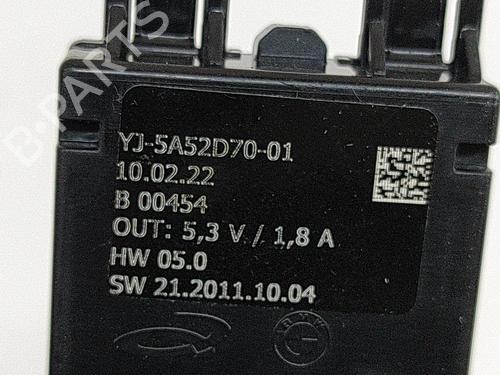 B-PARTS
YJ-5A52D70-01
10.02.22
B 00454
OUT: 5,3 V / 1,8 A
HW 05.0
SW 21.2011.10.04